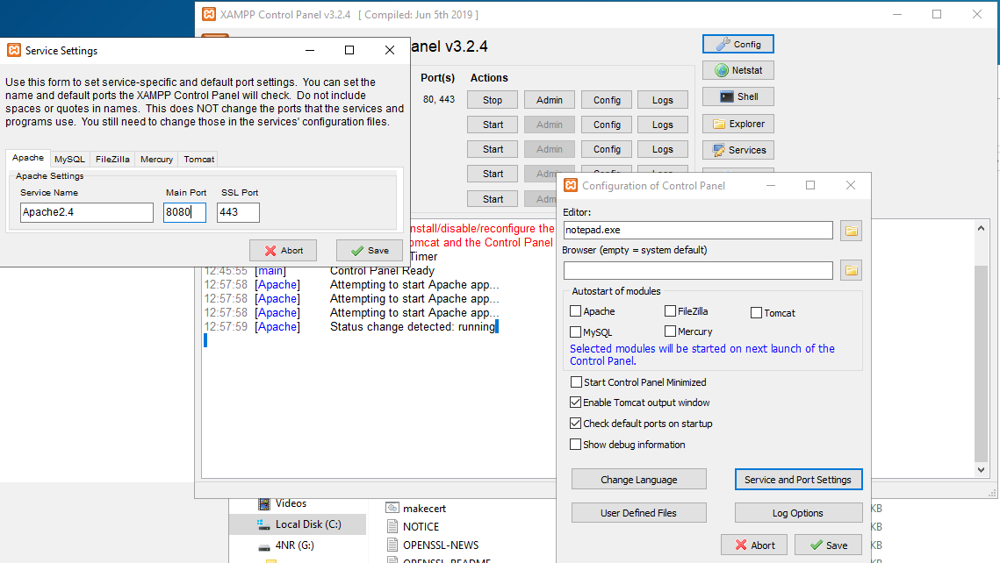 XAMPP Control Panel v3.2.4 [ Compiled: Jun 5th 2019 ]
anel v3.2.4
Config
Netstat
Shell
Explorer
Services
Port(s) Actions
80, 443 Stop Admin Config Logs
Start Admin Config Logs
Start Admin Config Logs
Start Admin Config Logs
Start Adm
Service Settings
Use this form to set service-specific and default port settings. You can set the
name and default ports the XAMPP Control Panel will check. Do not include
spaces or quotes in names. This does NOT change the ports that the services and
programs use. You still need to change those in the services' configuration files.
Apache MySQL FileZilla Mercury Tomcat
Apache Settings
Service Name Main Port SSL Port
Apache2.4 8080 443
Abort Save
nstall/disable/reconfigure the
omcat and the Control Panel
Timer
12:45:55 [main] Control Panel Ready
12:57:58 [Apache] Attempting to start Apache app...
12:57:58 [Apache] Attempting to start Apache app...
12:57:58 [Apache] Attempting to start Apache app...
12:57:59 [Apache] Status change detected: running
Configuration of Control Panel
Editor:
notepad.exe
Browser (empty = system default)
Autostart of modules
Apache FileZilla Tomcat
MySQL Mercury
Selected modules will be started on next launch of the
Control Panel.
Start Control Panel Minimized
Enable Tomcat output window
Check default ports on startup
Show debug information
Change Language Service and Port Settings
User Defined Files Log Options
Abort Save
Videos
Local Disk (C:)
4NR (G:)
makecert
NOTICE
OPENSSL-NEWS
OPENSSL-README
KB
KB
KB
KB